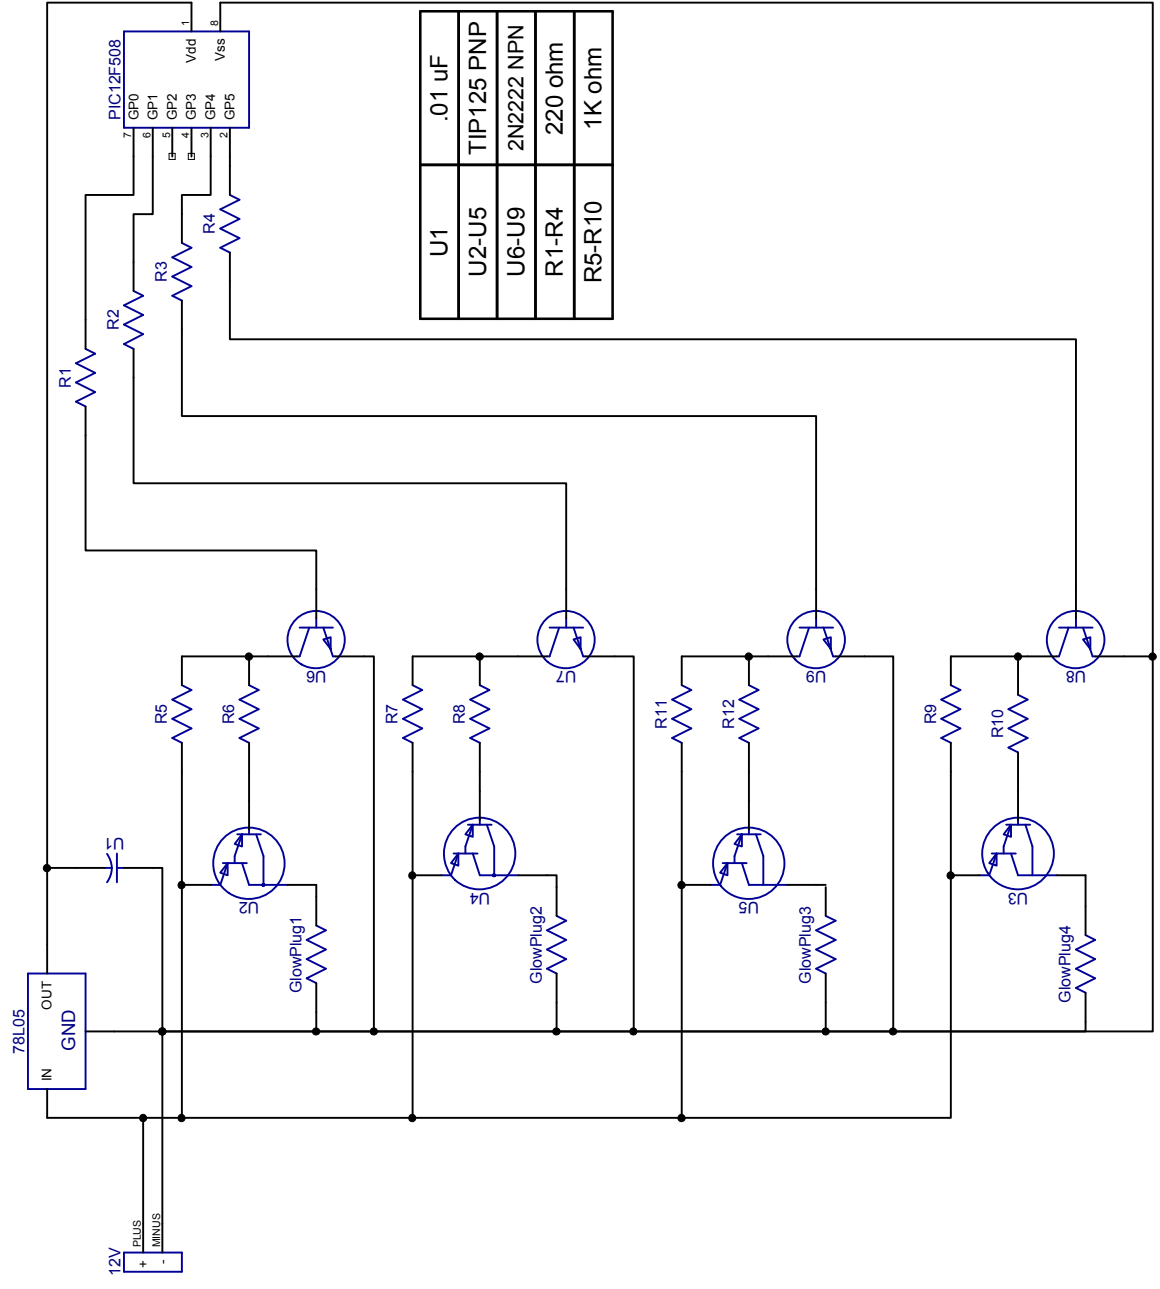 PIC12F508
Vdd
Vss
1
8
GP0
GP1
GP2
GP3
GP4
GP5
7
6
5
4
3
2
R1
R2
R3
R4
U1 .01 uF
U2-U5 TIP125 PNP
U6-U9 2N2222 NPN
R1-R4 220 ohm
R5-R10 1K ohm
U6
U7
U9
U8
R5
R6
R7
R8
R11
R12
R9
R10
U1
U2
U4
U5
U3
GlowPlug1
GlowPlug2
GlowPlug3
GlowPlug4
78L05
OUT
GND
IN
12V
PLUS
MINUS
+
-